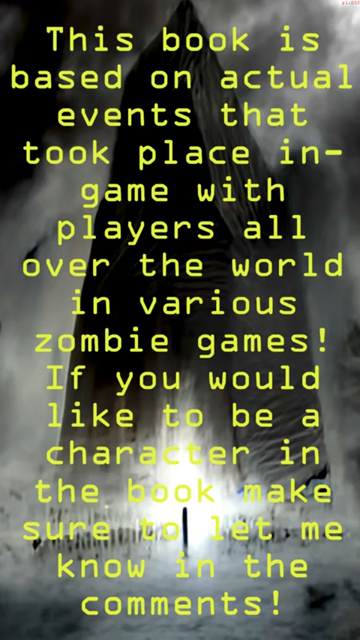 This book is
based on actual
events that
took place in-
game with
players all
over the world
in various
zombie games!
If you would
like to be a
character in
the book make
sure to let me
know in the
comments!